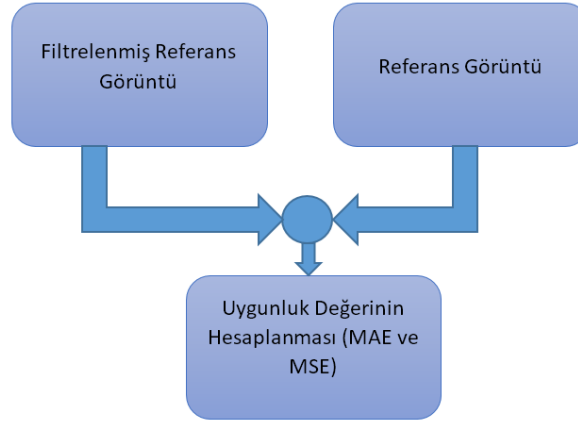 Filtrelenmiş Referans
Görüntü
Referans Görüntü
Uygunluk Değerinin
Hesaplanması (MAE ve
MSE)